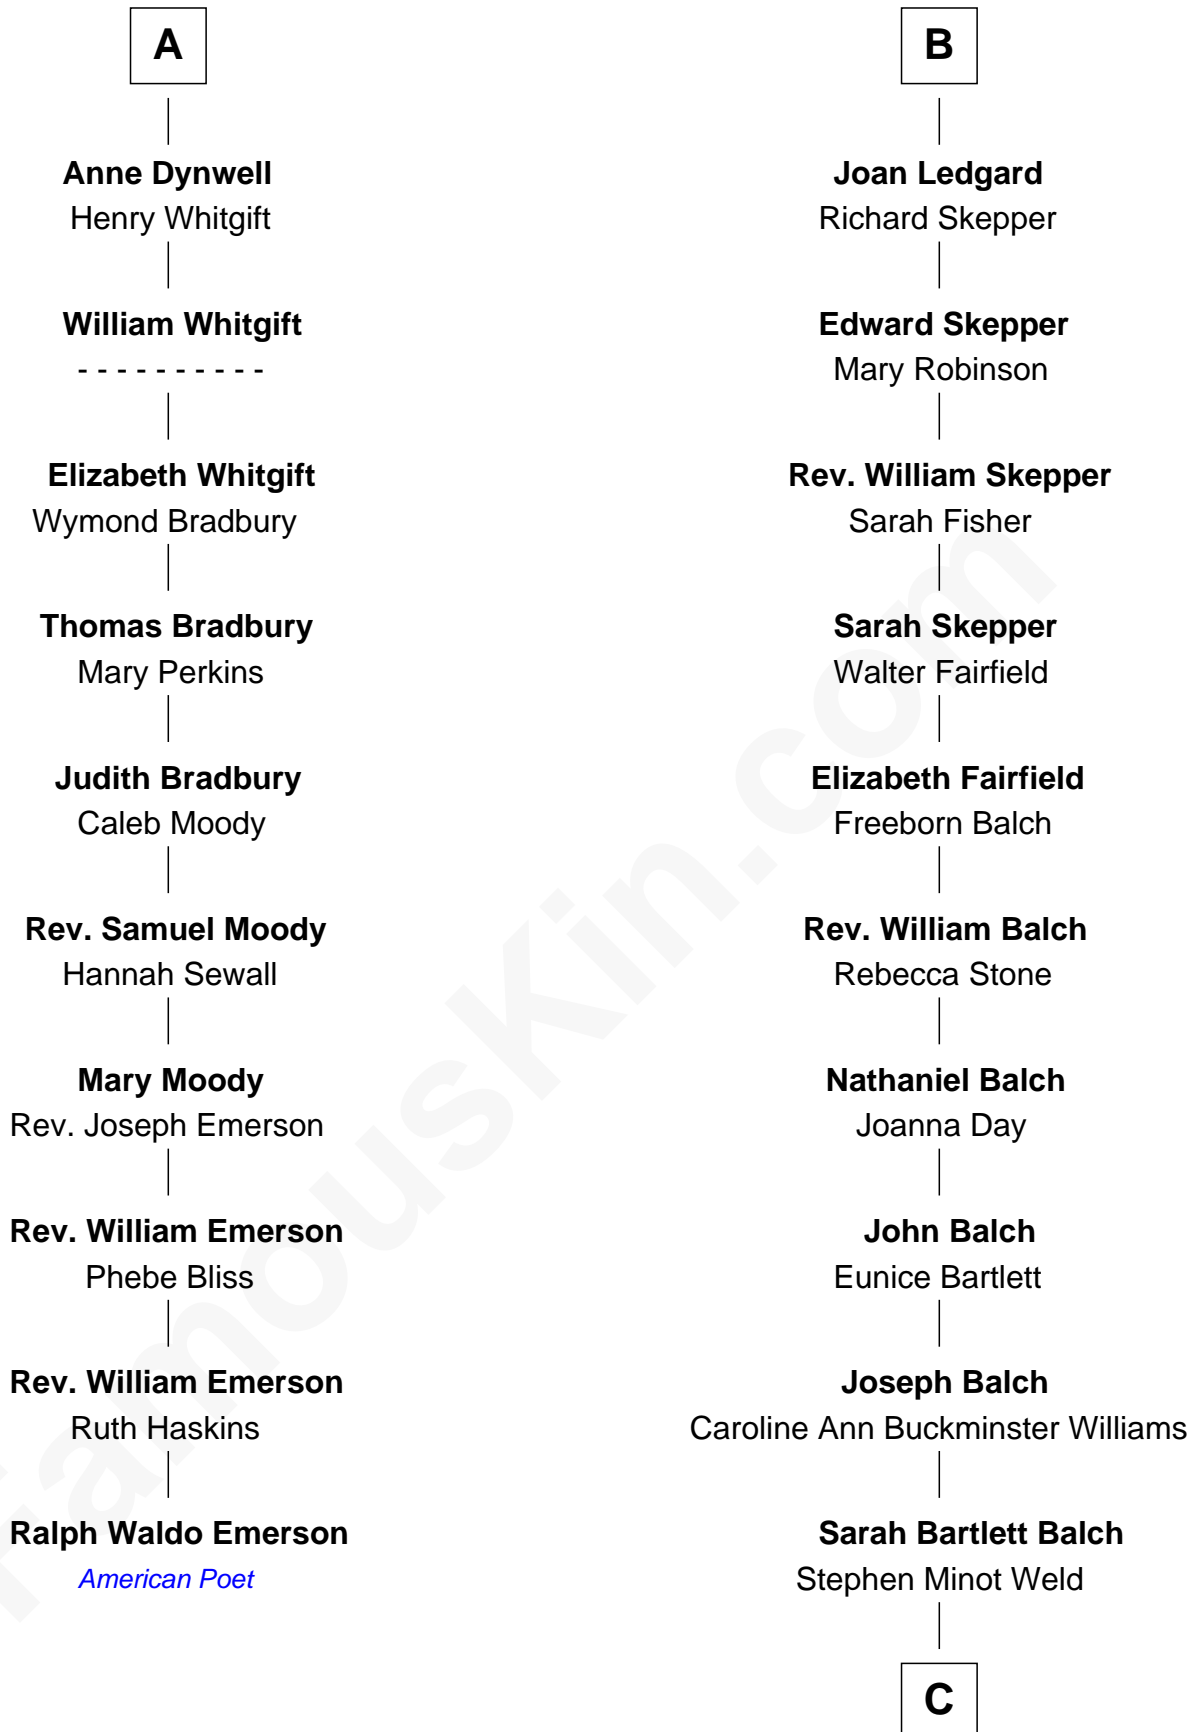 A
Anne Dynwell
Henry Whitgift
William Whitgift
- - - - - - - - - -
Elizabeth Whitgift
Wymond Bradbury
Thomas Bradbury
Mary Perkins
Judith Bradbury
Caleb Moody
Rev. Samuel Moody
Hannah Sewall
Mary Moody
Rev. Joseph Emerson
Rev. William Emerson
Phebe Bliss
Rev. William Emerson
Ruth Haskins
Ralph Waldo Emerson
American Poet
B
Joan Ledgard
Richard Skepper
Edward Skepper
Mary Robinson
Rev. William Skepper
Sarah Fisher
Sarah Skepper
Walter Fairfield
Elizabeth Fairfield
Freeborn Balch
Rev. William Balch
Rebecca Stone
Nathaniel Balch
Joanna Day
John Balch
Eunice Bartlett
Joseph Balch
Caroline Ann Buckminster Williams
Sarah Bartlett Balch
Stephen Minot Weld
C
FamousKin.com